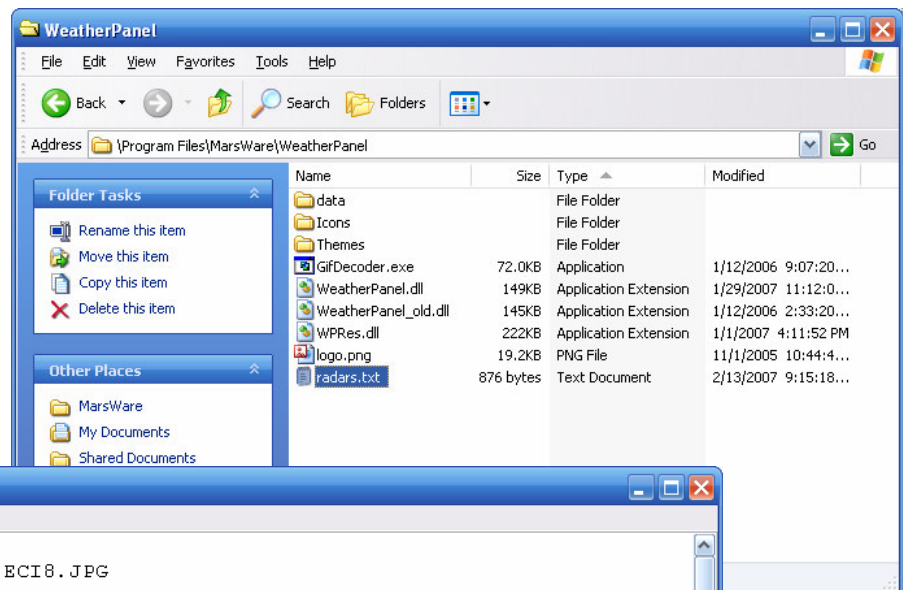 WeatherPanel
File Edit View Favorites Tools Help
Back Search Folders
Address \Program Files\MarsWare\WeatherPanel Go
Folder Tasks
Rename this item
Move this item
Copy this item
Delete this item
Other Places
MarsWare
My Documents
Shared Documents
Name Size Type Modified
data File Folder
Icons File Folder
Themes File Folder
GifDecoder.exe 72.0KB Application 1/12/2006 9:07:20...
WeatherPanel.dll 149KB Application Extension 1/29/2007 11:12:0...
WeatherPanel_old.dll 145KB Application Extension 1/12/2006 2:33:20...
WPRes.dll 222KB Application Extension 1/1/2007 4:11:52 PM
logo.png 19.2KB PNG File 11/1/2005 10:44:4...
radars.txt 876 bytes Text Document 2/13/2007 9:15:18...
ECI8.JPG